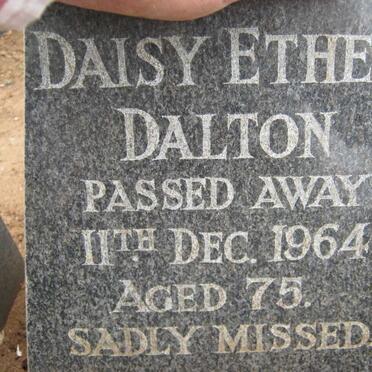 DAISY ETHE
DALTON
PASSED AWAY
11TH DEC. 1964
AGED 75.
SADLY MISSED.